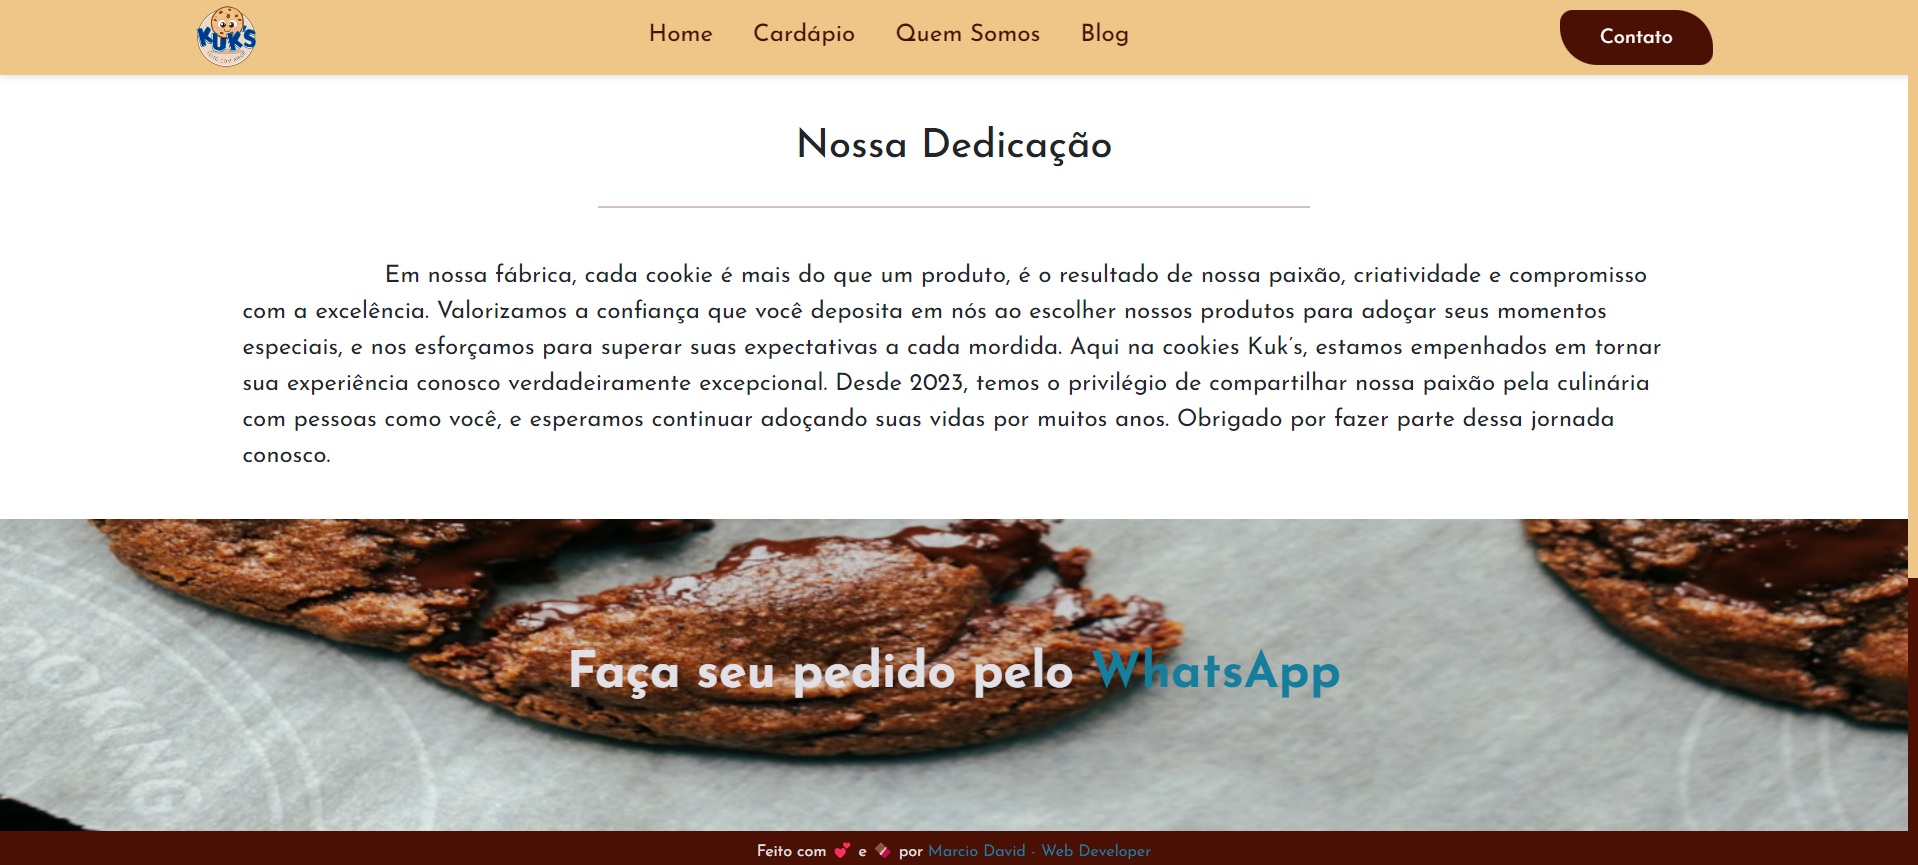 KUK'S
Home Cardápio Quem Somos Blog Contato
Nossa Dedicação
Em nossa fábrica, cada cookie é mais do que um produto, é o resultado de nossa paixão, criatividade e compromisso
com a excelência. Valorizamos a confiança que você deposita em nós ao escolher nossos produtos para adoçar seus momentos
especiais, e nos esforçamos para superar suas expectativas a cada mordida. Aqui na cookies Kuk's, estamos empenhados em tornar
sua experiência conosco verdadeiramente excepcional. Desde 2023, temos o privilégio de compartilhar nossa paixão pela culinária
com pessoas como você, e esperamos continuar adoçando suas vidas por muitos anos. Obrigado por fazer parte dessa jornada
conosco.
Faça seu pedido pelo WhatsApp
Feito com 💕 e 🍫 por Marcio David - Web Developer